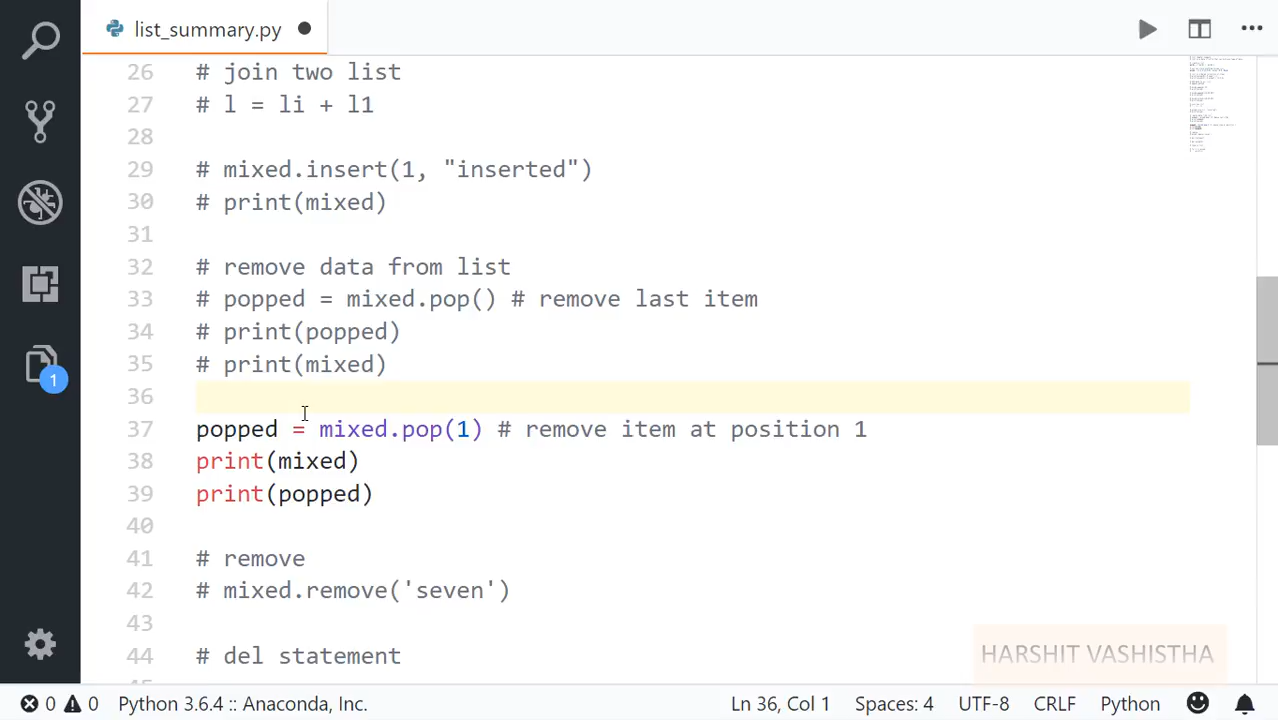 list_summary.py
26 # join two list
27 # l = li + l1
28
29 # mixed.insert(1, "inserted")
30 # print(mixed)
31
32 # remove data from list
33 # popped = mixed.pop() # remove last item
34 # print(popped)
35 # print(mixed)
36
37 popped = mixed.pop(1) # remove item at position 1
38 print(mixed)
39 print(popped)
40
41 # remove
42 # mixed.remove('seven')
43
44 # del statement
1
HARSHIT VASHISTHA
0 0 Python 3.6.4 :: Anaconda, Inc. Ln 36, Col 1 Spaces: 4 UTF-8 CRLF Python